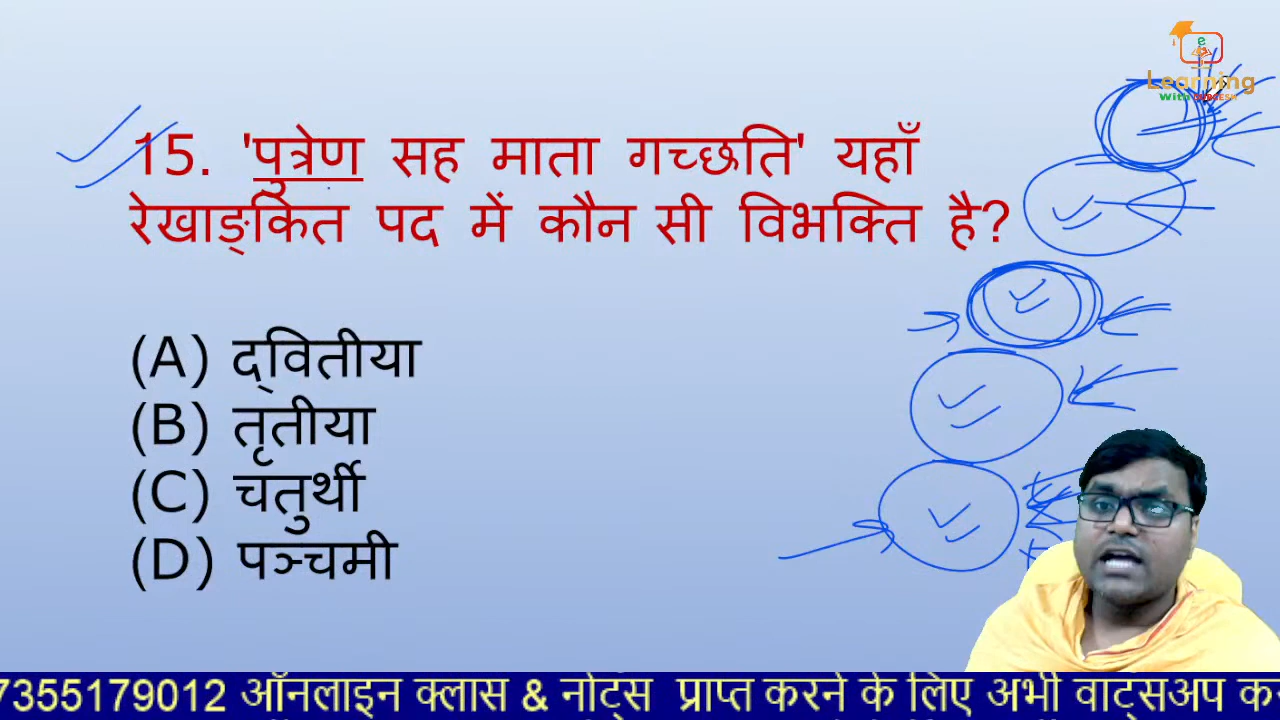 e
Learning
15. 'पुत्रेण सह माता गच्छति' यहाँ
रेखाङ्कित पद में कौन सी विभक्ति है?
(A) द्वितीया
(B) तृतीया
(C) चतुर्थी
(D) पञ्चमी
7355179012 ऑनलाइन क्लास & नोट्स प्राप्त करने के लिए अभी वाट्सअप